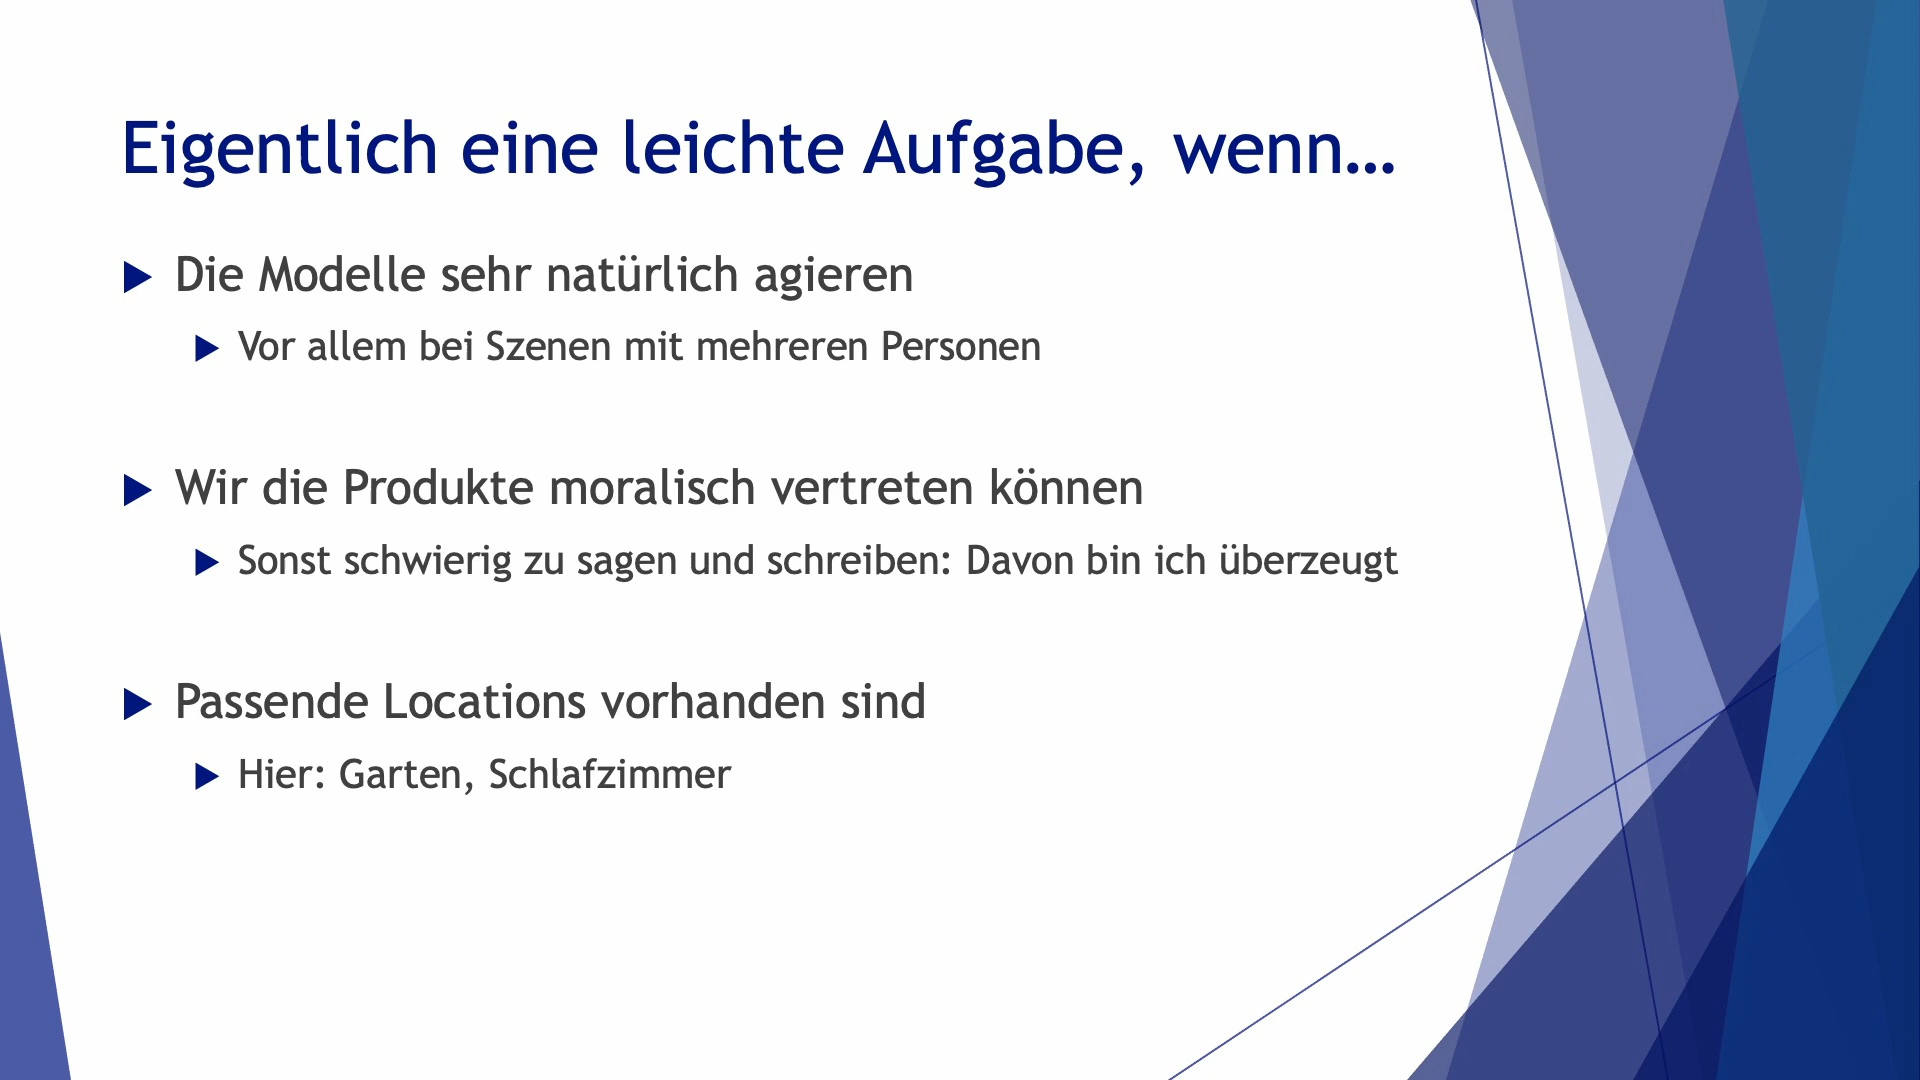 Eigentlich eine leichte Aufgabe, wenn…
Die Modelle sehr natürlich agieren
Vor allem bei Szenen mit mehreren Personen
Wir die Produkte moralisch vertreten können
Sonst schwierig zu sagen und schreiben: Davon bin ich überzeugt
Passende Locations vorhanden sind
Hier: Garten, Schlafzimmer